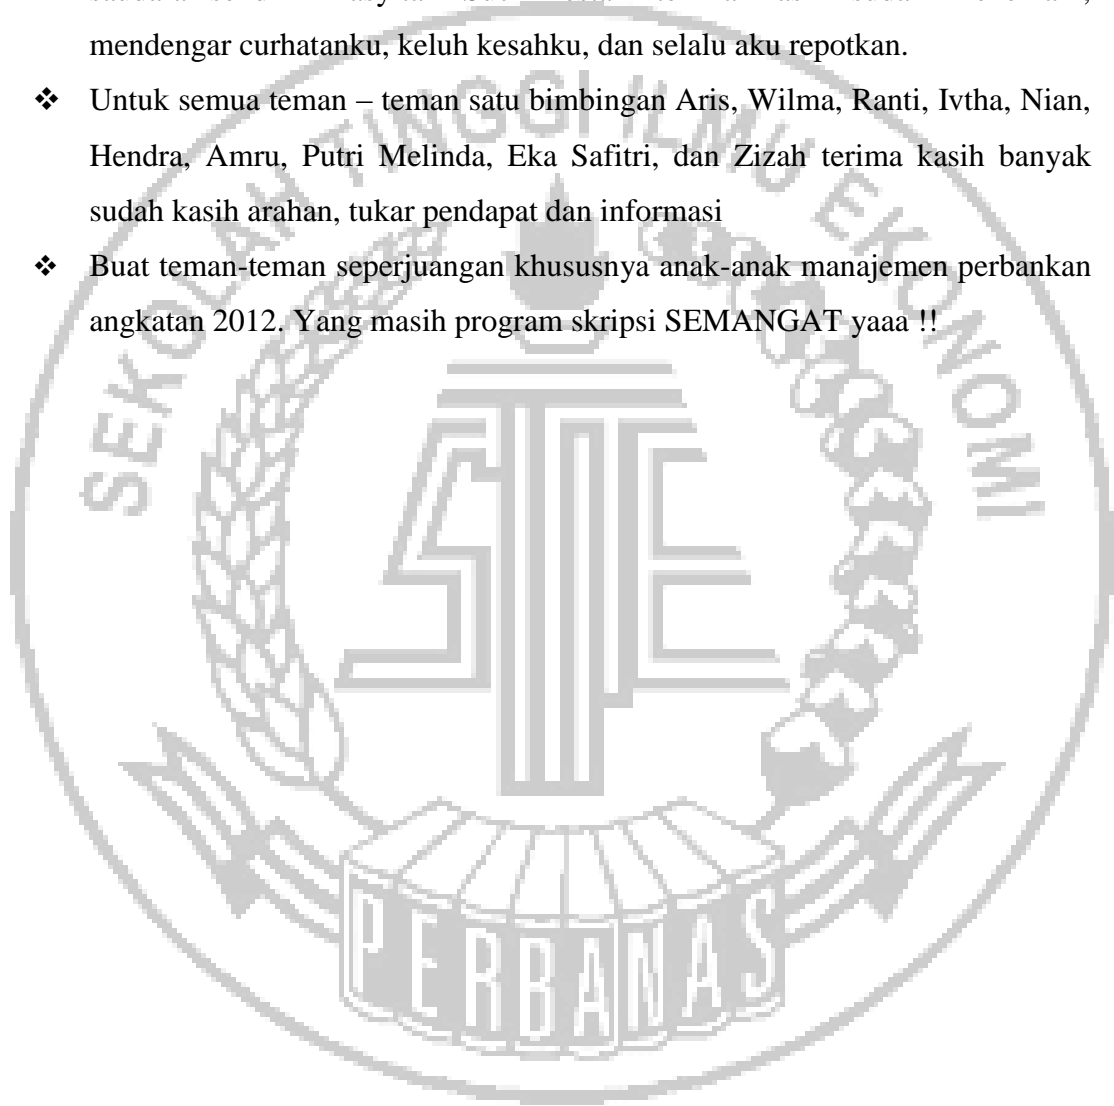 mendengar curhatanku, keluh kesahku, dan selalu aku repotkan.
❖ Untuk semua teman – teman satu bimbingan Aris, Wilma, Ranti, Ivtha, Nian,
Hendra, Amru, Putri Melinda, Eka Safitri, dan Zizah terima kasih banyak
sudah kasih arahan, tukar pendapat dan informasi
❖ Buat teman-teman seperjuangan khususnya anak-anak manajemen perbankan
angkatan 2012. Yang masih program skripsi SEMANGAT yaaa !!
SEKOLAH TINGGI ILMU EKONOMI
STIE
PERBANAS